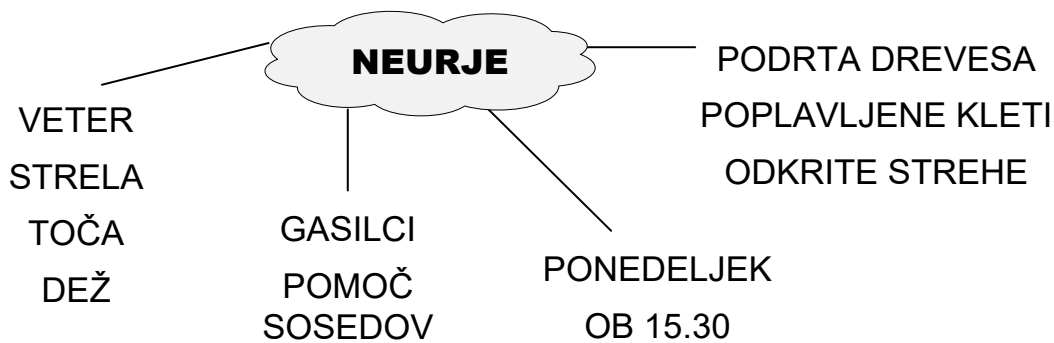 NEURJE
VETER
STRELA
TOČA
DEŽ
GASILCI
POMOČ
SOSEDOV
PONEDELJEK
OB 15.30
PODRTA DREVESA
POPLAVLJENE KLETI
ODKRITE STREHE